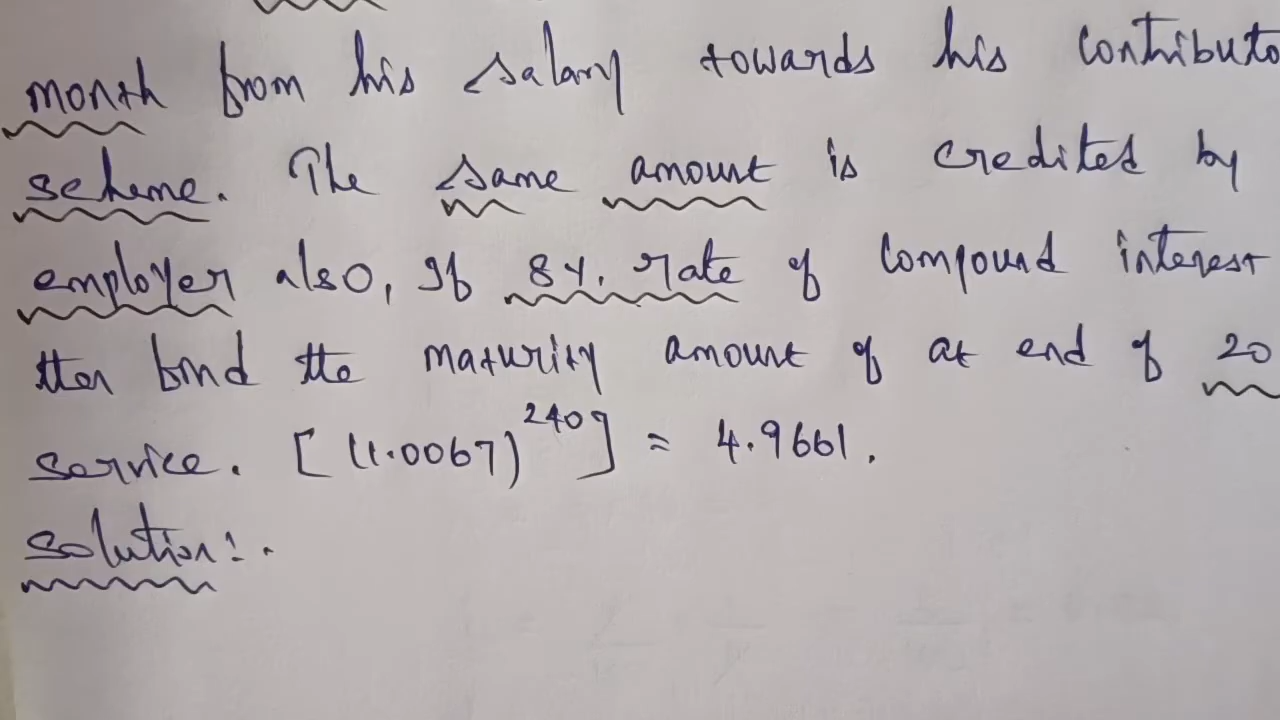 month from his salary towards his contributo
scheme. The same amount is credited by
employer also, If 8%. rate of compound interest
then find the maturity amount of at end of 20
service. [(1.0067)^240] = 4.9661.
solution:.